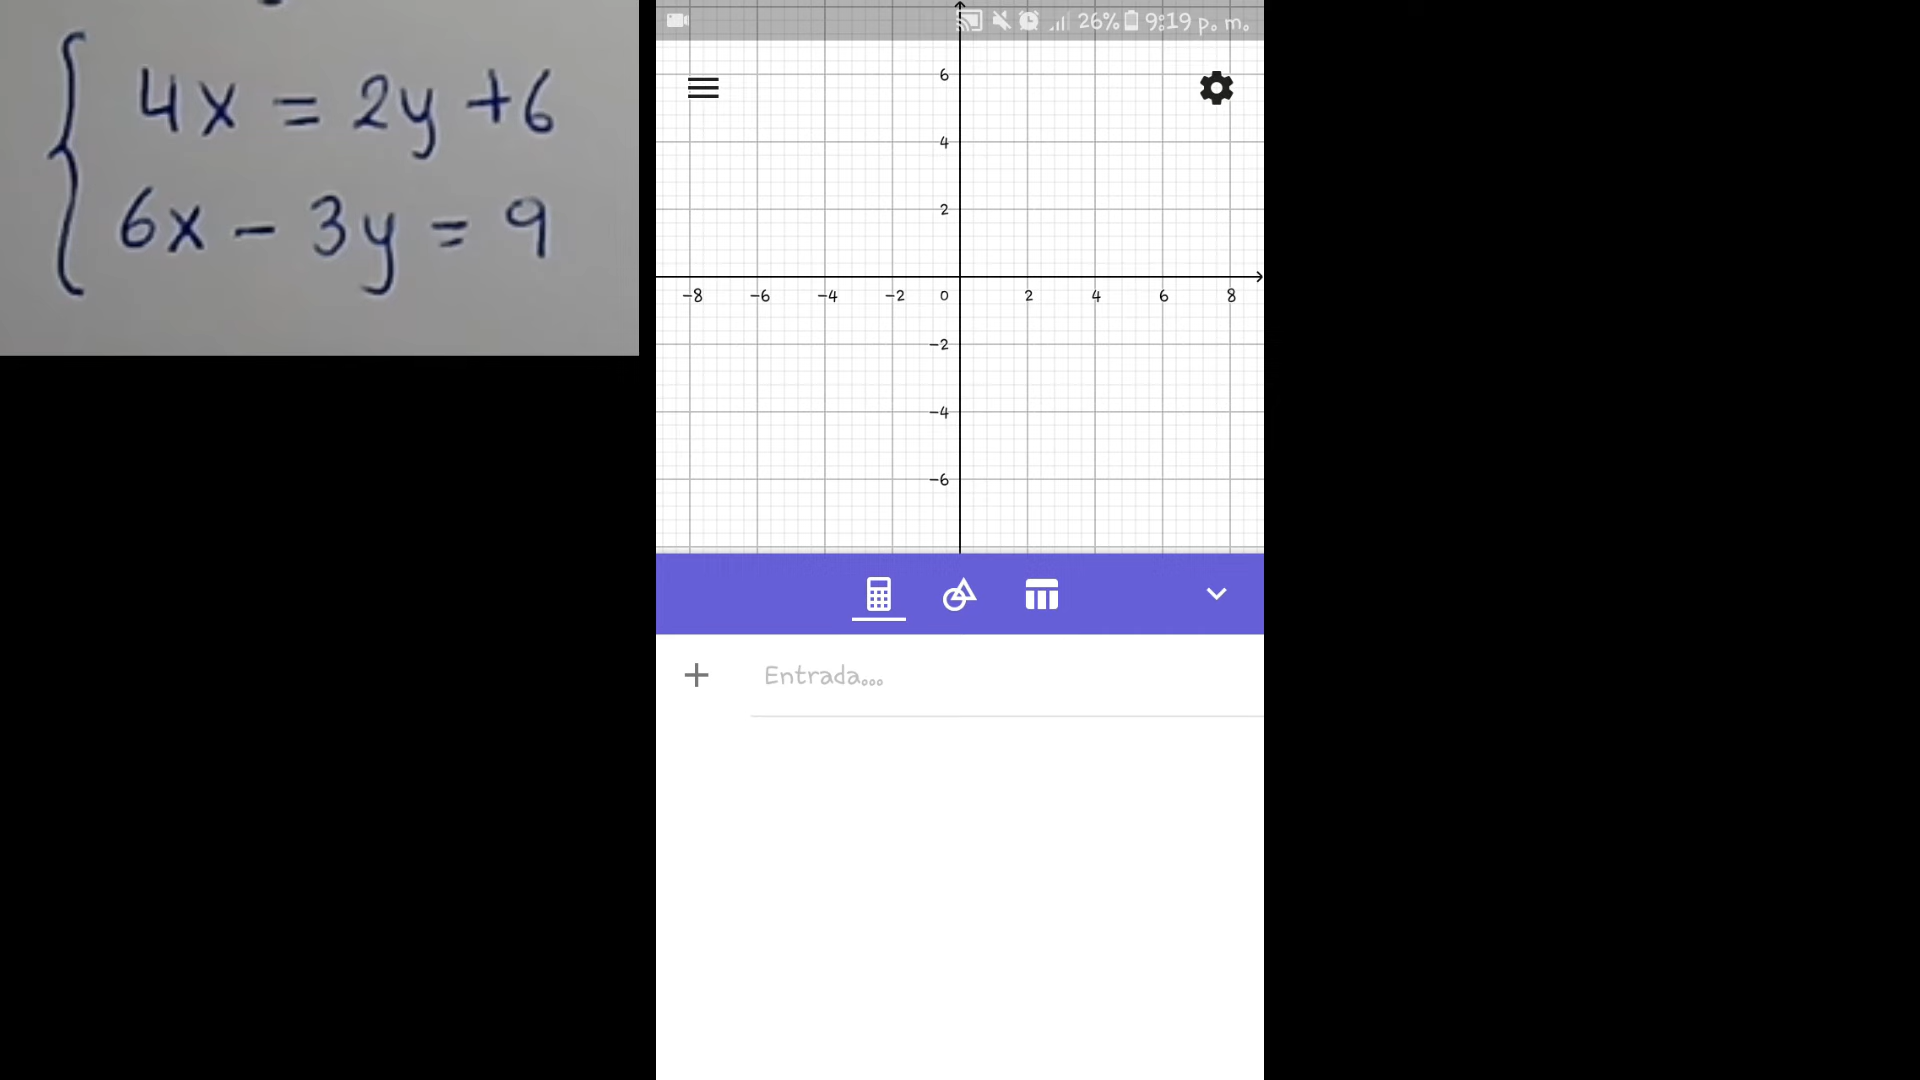 4x = 2y + 6
6x - 3y = 9
26% 9:19 p. m.
6
4
2
-8 -6 -4 -2 0 2 4 6 8
-2
-4
-6
Entrada...